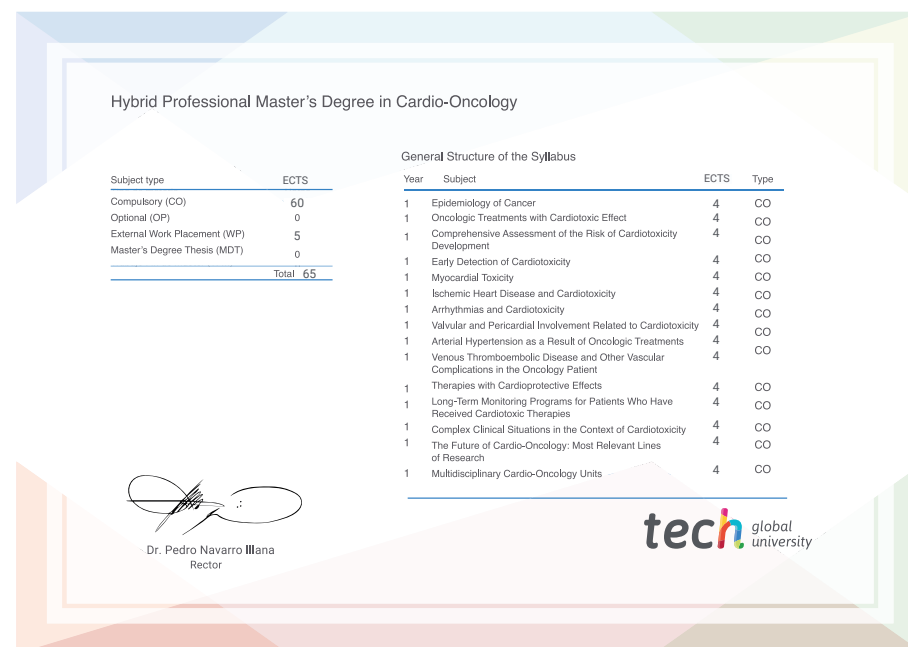 Hybrid Professional Master's Degree in Cardio-Oncology
Subject type ECTS
Compulsory (CO) 60
Optional (OP) 0
External Work Placement (WP) 5
Master's Degree Thesis (MDT) 0
Total 65
General Structure of the Syllabus
Year Subject ECTS Type
1 Epidemiology of Cancer 4 CO
1 Oncologic Treatments with Cardiotoxic Effect 4 CO
1 Comprehensive Assessment of the Risk of Cardiotoxicity 4 CO
Development
1 Early Detection of Cardiotoxicity 4 CO
1 Myocardial Toxicity 4 CO
1 Ischemic Heart Disease and Cardiotoxicity 4 CO
1 Arrhythmias and Cardiotoxicity 4 CO
1 Valvular and Pericardial Involvement Related to Cardiotoxicity 4 CO
1 Arterial Hypertension as a Result of Oncologic Treatments 4 CO
1 Venous Thromboembolic Disease and Other Vascular 4
Complications in the Oncology Patient
1 Therapies with Cardioprotective Effects 4 CO
1 Long-Term Monitoring Programs for Patients Who Have 4 CO
Received Cardiotoxic Therapies
1 Complex Clinical Situations in the Context of Cardiotoxicity 4 CO
1 The Future of Cardio-Oncology: Most Relevant Lines 4 CO
of Research
1 Multidisciplinary Cardio-Oncology Units 4 CO
Dr. Pedro Navarro Illana
Rector
tech global
university